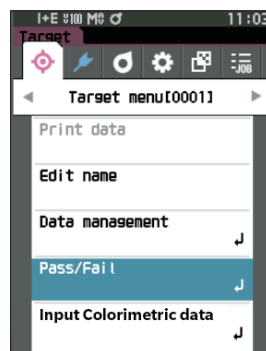 I+E 100 M0 11:03
Target
-JOB
Target menu[0001]
Print data
Edit name
Data management
Pass/Fail
Input Colorimetric data